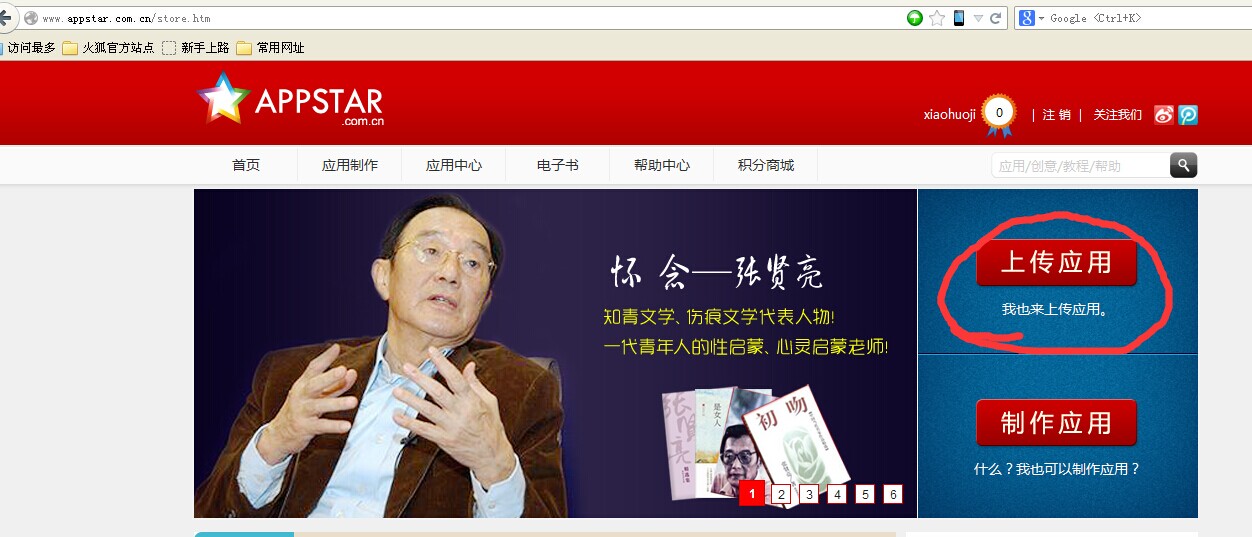 www.appstar.com.cn/store.htm
Google <Ctrl+K>
访问最多 火狐官方站点 新手上路 常用网址
APPSTAR
.com.cn
xiaohuoji 0 | 注 销 | 关注我们
首页 应用制作 应用中心 电子书 帮助中心 积分商城
应用/创意/教程/帮助
怀 念—张贤亮
知青文学、伤痕文学代表人物!
一代青年人的性启蒙、心灵启蒙老师!
张贤亮
是女人
初吻
1 2 3 4 5 6
上传应用
我也来上传应用。
制作应用
什么？我也可以制作应用？